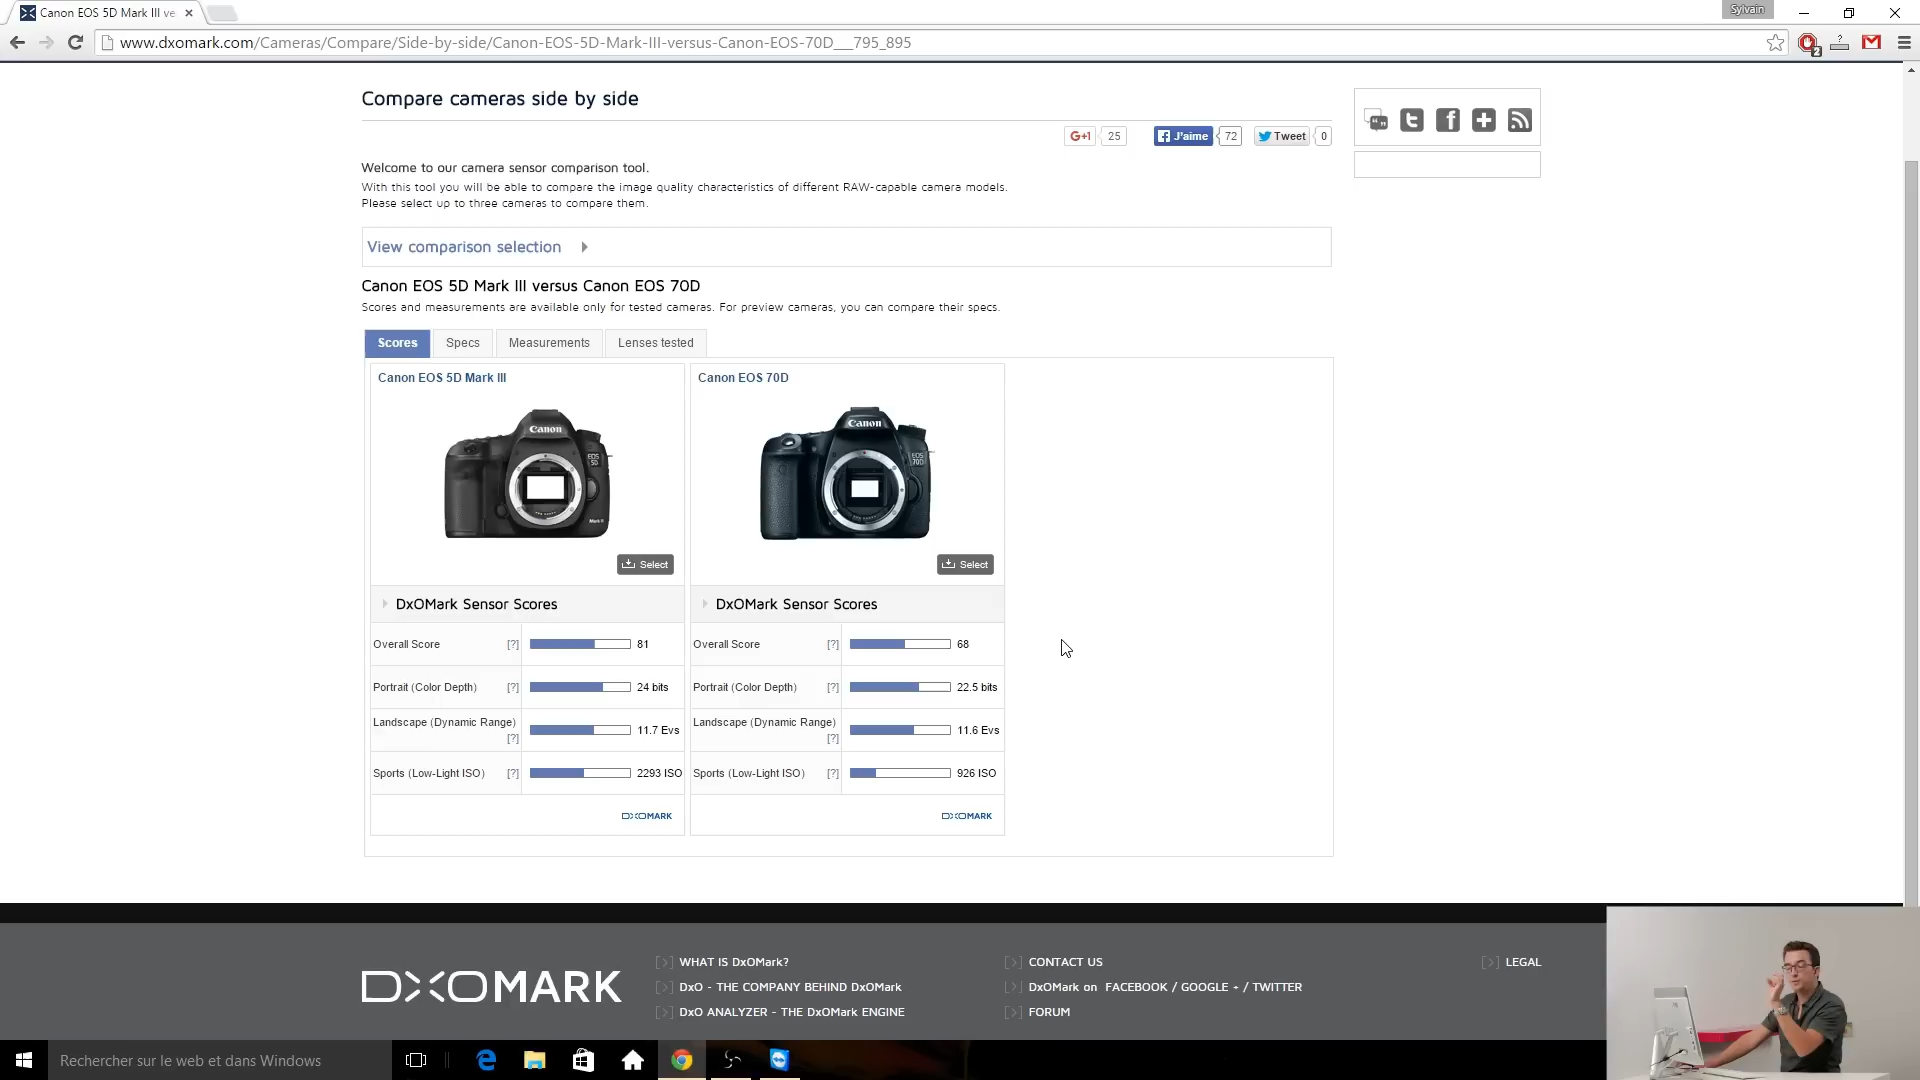 Canon EOS 5D Mark III ve
Sylvain
www.dxomark.com/Cameras/Compare/Side-by-side/Canon-EOS-5D-Mark-III-versus-Canon-EOS-70D___795_895
2
Compare cameras side by side
G+1 25 J'aime 72 Tweet 0
Welcome to our camera sensor comparison tool.
With this tool you will be able to compare the image quality characteristics of different RAW-capable camera models.
Please select up to three cameras to compare them.
View comparison selection
Canon EOS 5D Mark III versus Canon EOS 70D
Scores and measurements are available only for tested cameras. For preview cameras, you can compare their specs.
Scores Specs Measurements Lenses tested
Canon EOS 5D Mark III Canon EOS 70D
Canon Canon
EOS 5D EOS 70D
Mark III
Select Select
DxOMark Sensor Scores DxOMark Sensor Scores
Overall Score [?] 81 Overall Score [?] 68
Portrait (Color Depth) [?] 24 bits Portrait (Color Depth) [?] 22.5 bits
Landscape (Dynamic Range) [?] 11.7 Evs Landscape (Dynamic Range) [?] 11.6 Evs
Sports (Low-Light ISO) [?] 2293 ISO Sports (Low-Light ISO) [?] 926 ISO
DXOMARK DXOMARK
WHAT IS DxOMark? CONTACT US LEGAL
DXOMARK
DxO - THE COMPANY BEHIND DxOMark DxOMark on FACEBOOK / GOOGLE + / TWITTER
DxO ANALYZER - THE DxOMark ENGINE FORUM
Rechercher sur le web et dans Windows